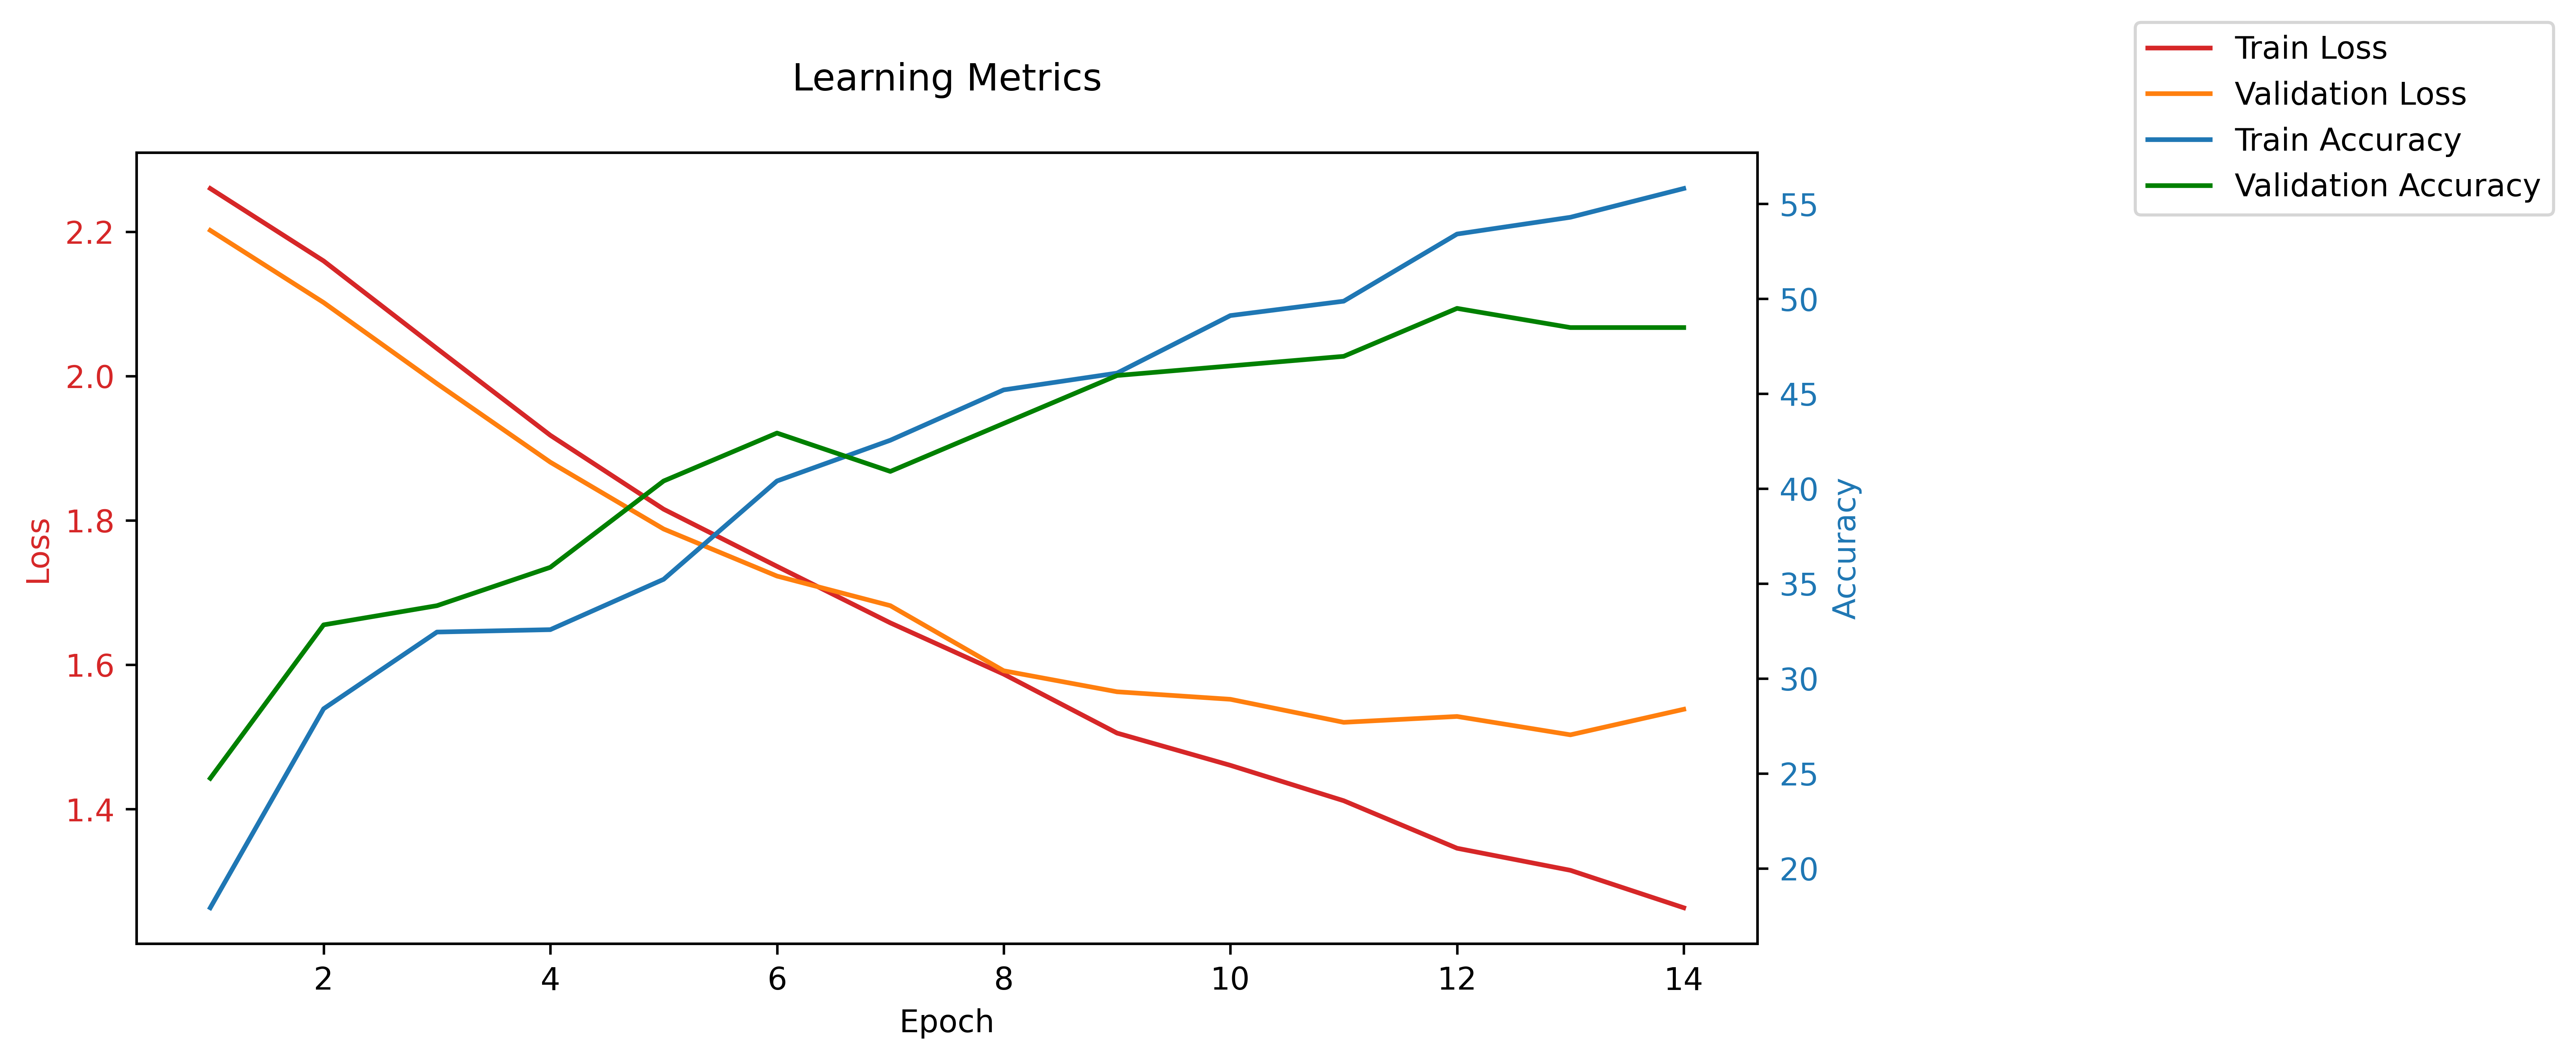 Learning Metrics
Train Loss
Validation Loss
Train Accuracy
Validation Accuracy
Loss
2.2
2.0
1.8
1.6
1.4
55
50
45
40
35
30
25
20
Accuracy
2 4 6 8 10 12 14
Epoch